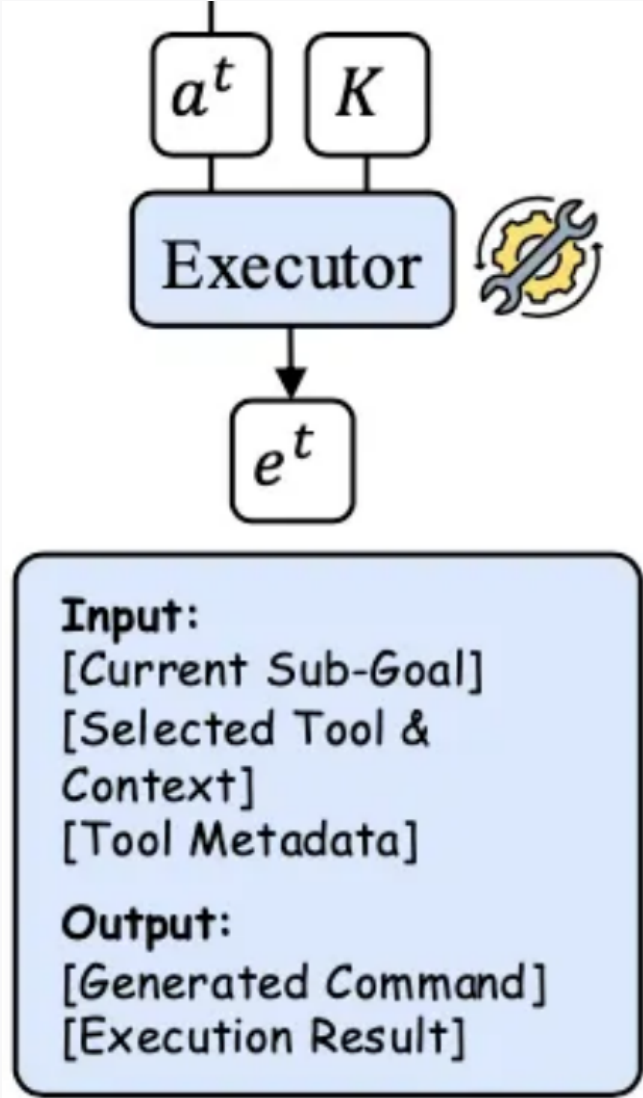 a^t K
Executor
e^t
Input:
[Current Sub-Goal]
[Selected Tool &
Context]
[Tool Metadata]
Output:
[Generated Command]
[Execution Result]